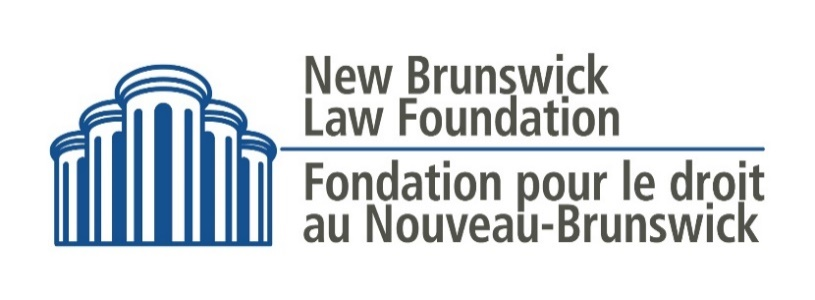 New Brunswick
Law Foundation
Fondation pour le droit
au Nouveau-Brunswick